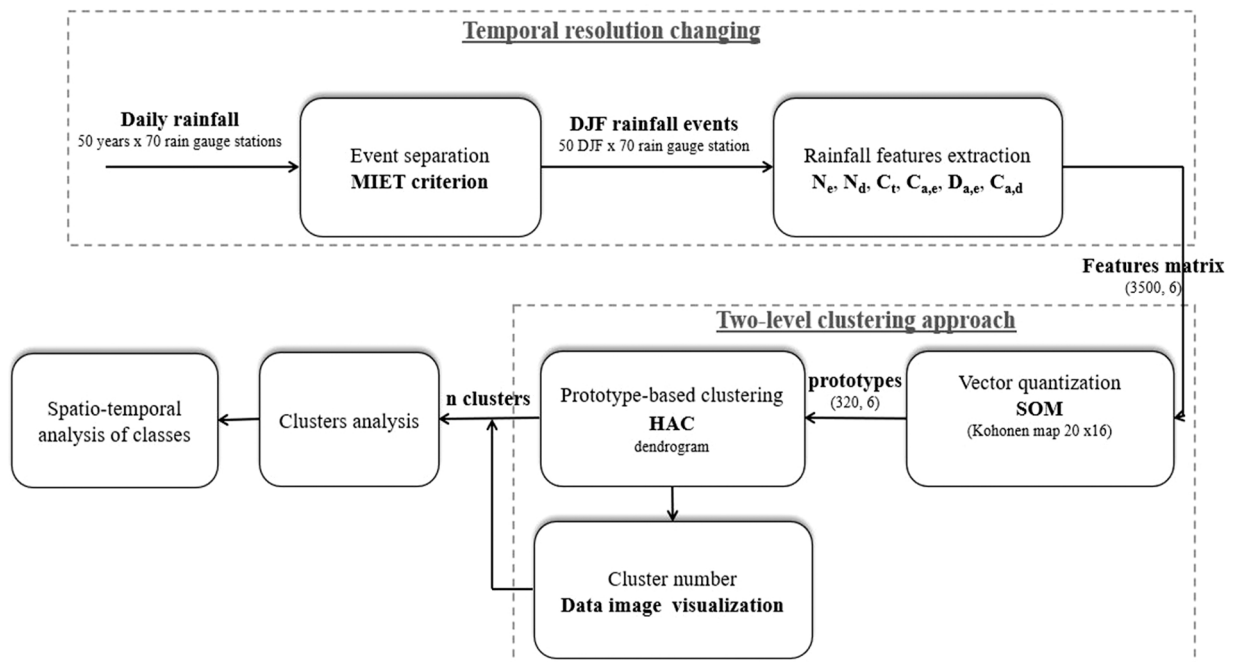 Temporal resolution changing
Daily rainfall
50 years x 70 rain gauge stations
Event separation
MIET criterion
DJF rainfall events
50 DJF x 70 rain gauge station
Rainfall features extraction
Ne, Nd, Ct, Ca,e, Da,e, Ca,d
Features matrix
(3500, 6)
Two-level clustering approach
Vector quantization
SOM
(Kohonen map 20 x16)
prototypes
(320, 6)
Prototype-based clustering
HAC
dendrogram
n clusters
Clusters analysis
Spatio-temporal
analysis of classes
Cluster number
Data image visualization